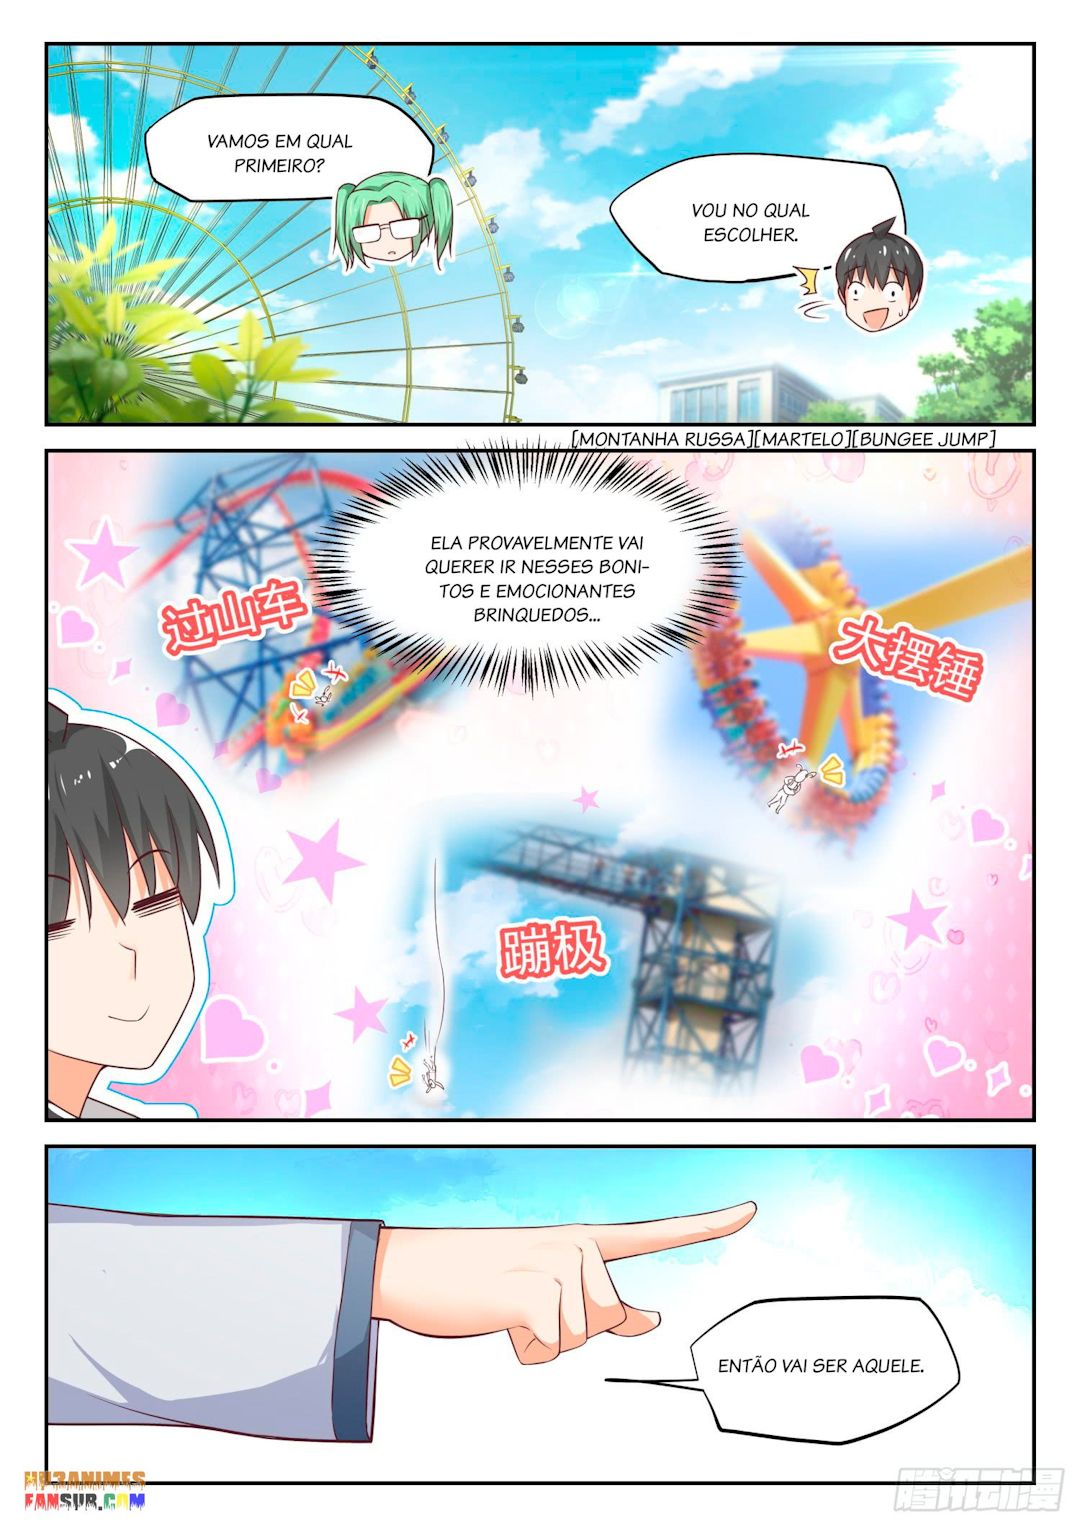 VAMOS EM QUAL
PRIMEIRO?
VOU NO QUAL
ESCOLHER.
[MONTANHA RUSSA][MARTELO][BUNGEE JUMP]
ELA PROVAVELMENTE VAI
QUERER IR NESSES BONI-
TOS E EMOCIONANTES
BRINQUEDOS...
过山车
大摆锤
蹦极
ENTÃO VAI SER AQUELE.
HU3ANIMES
FANSUB.COM
腾讯动漫